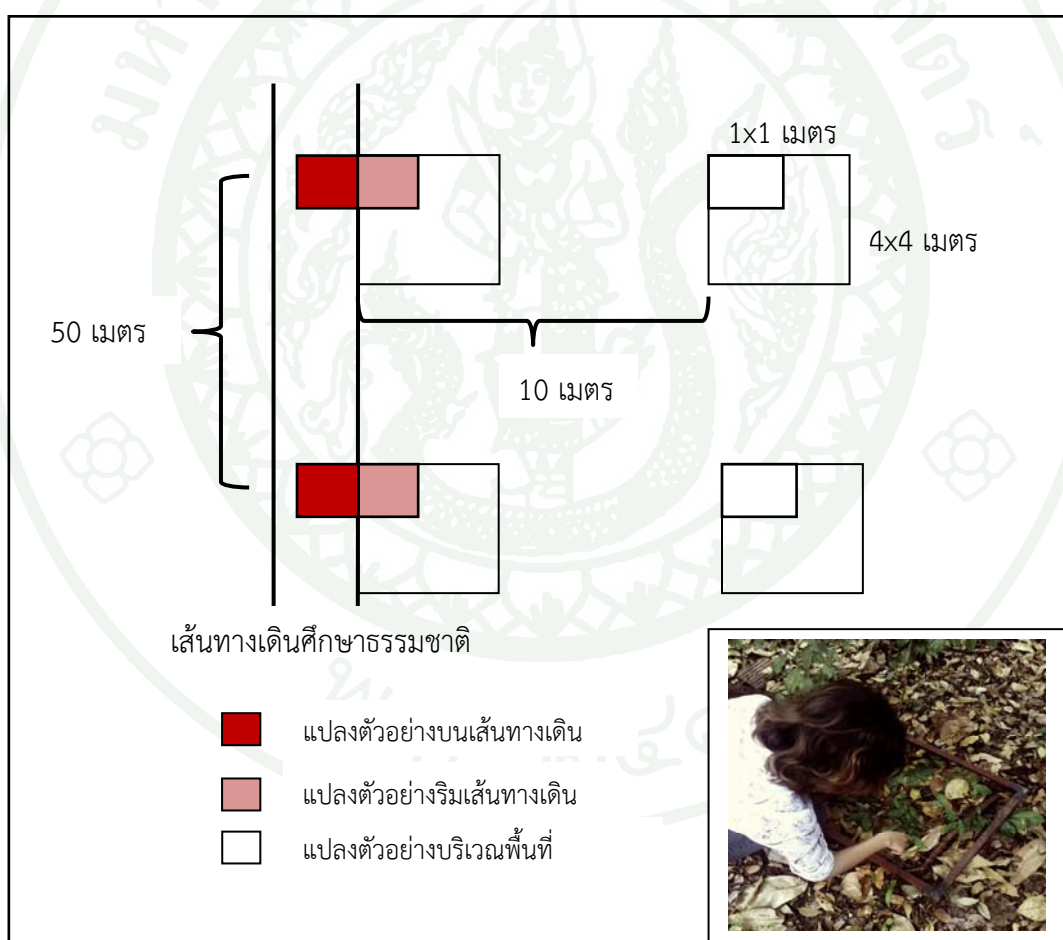 1x1 เมตร
4x4 เมตร
50 เมตร
10 เมตร
เส้นทางเดินศึกษาธรรมชาติ
แปลงตัวอย่างบนเส้นทางเดิน
แปลงตัวอย่างริมเส้นทางเดิน
แปลงตัวอย่างบริเวณพื้นที่